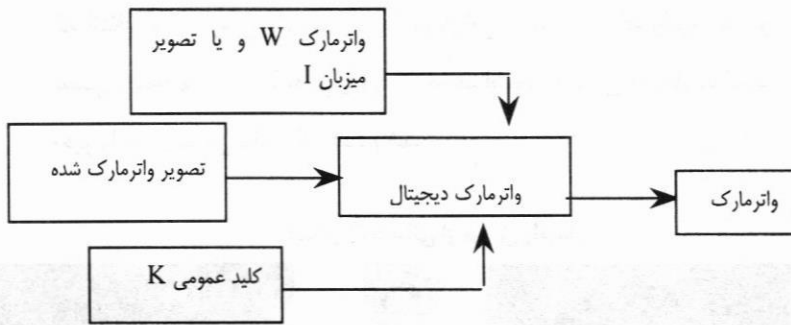 واترمارک W و یا تصویر
میزبان I
تصویر واترمارک شده
واترمارک دیجیتال
واترمارک
کلید عمومی K